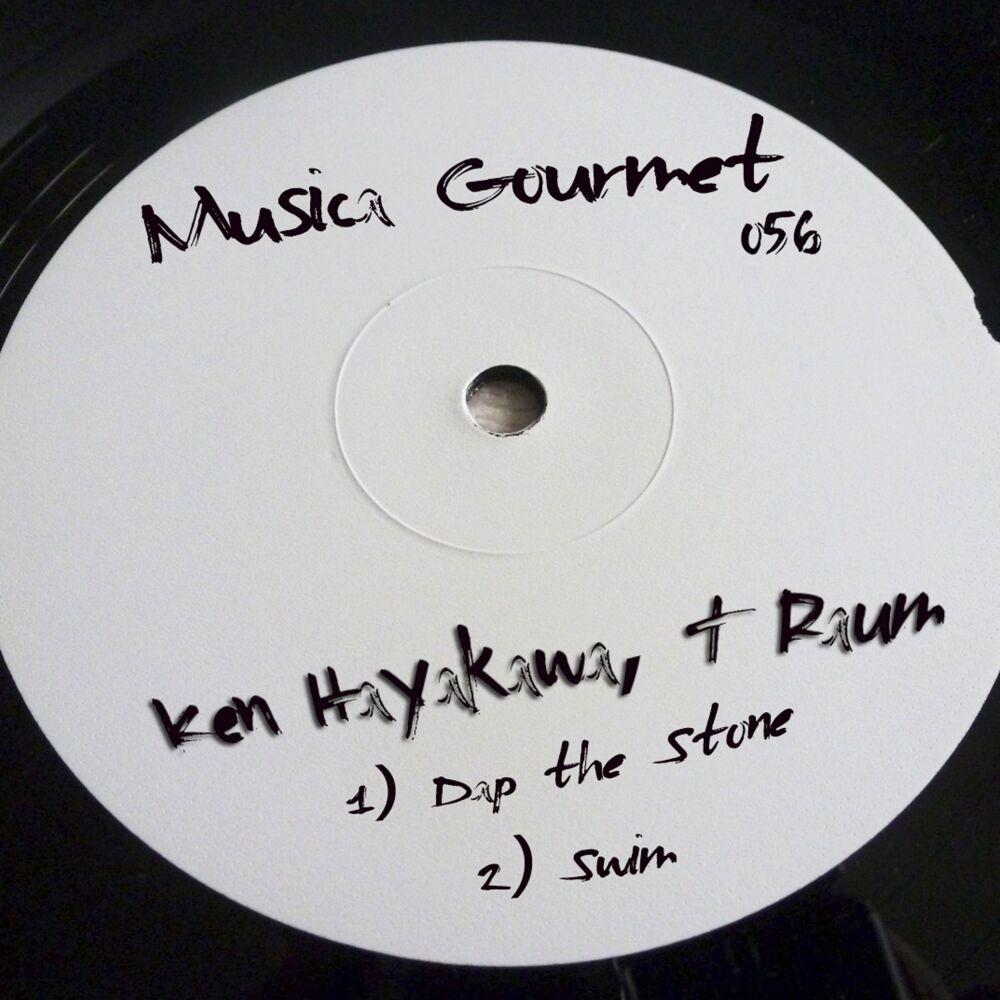 Musica Gourmet
056
Ken Hayakawa, t Raum
1) Dap the Stone
2) Swim